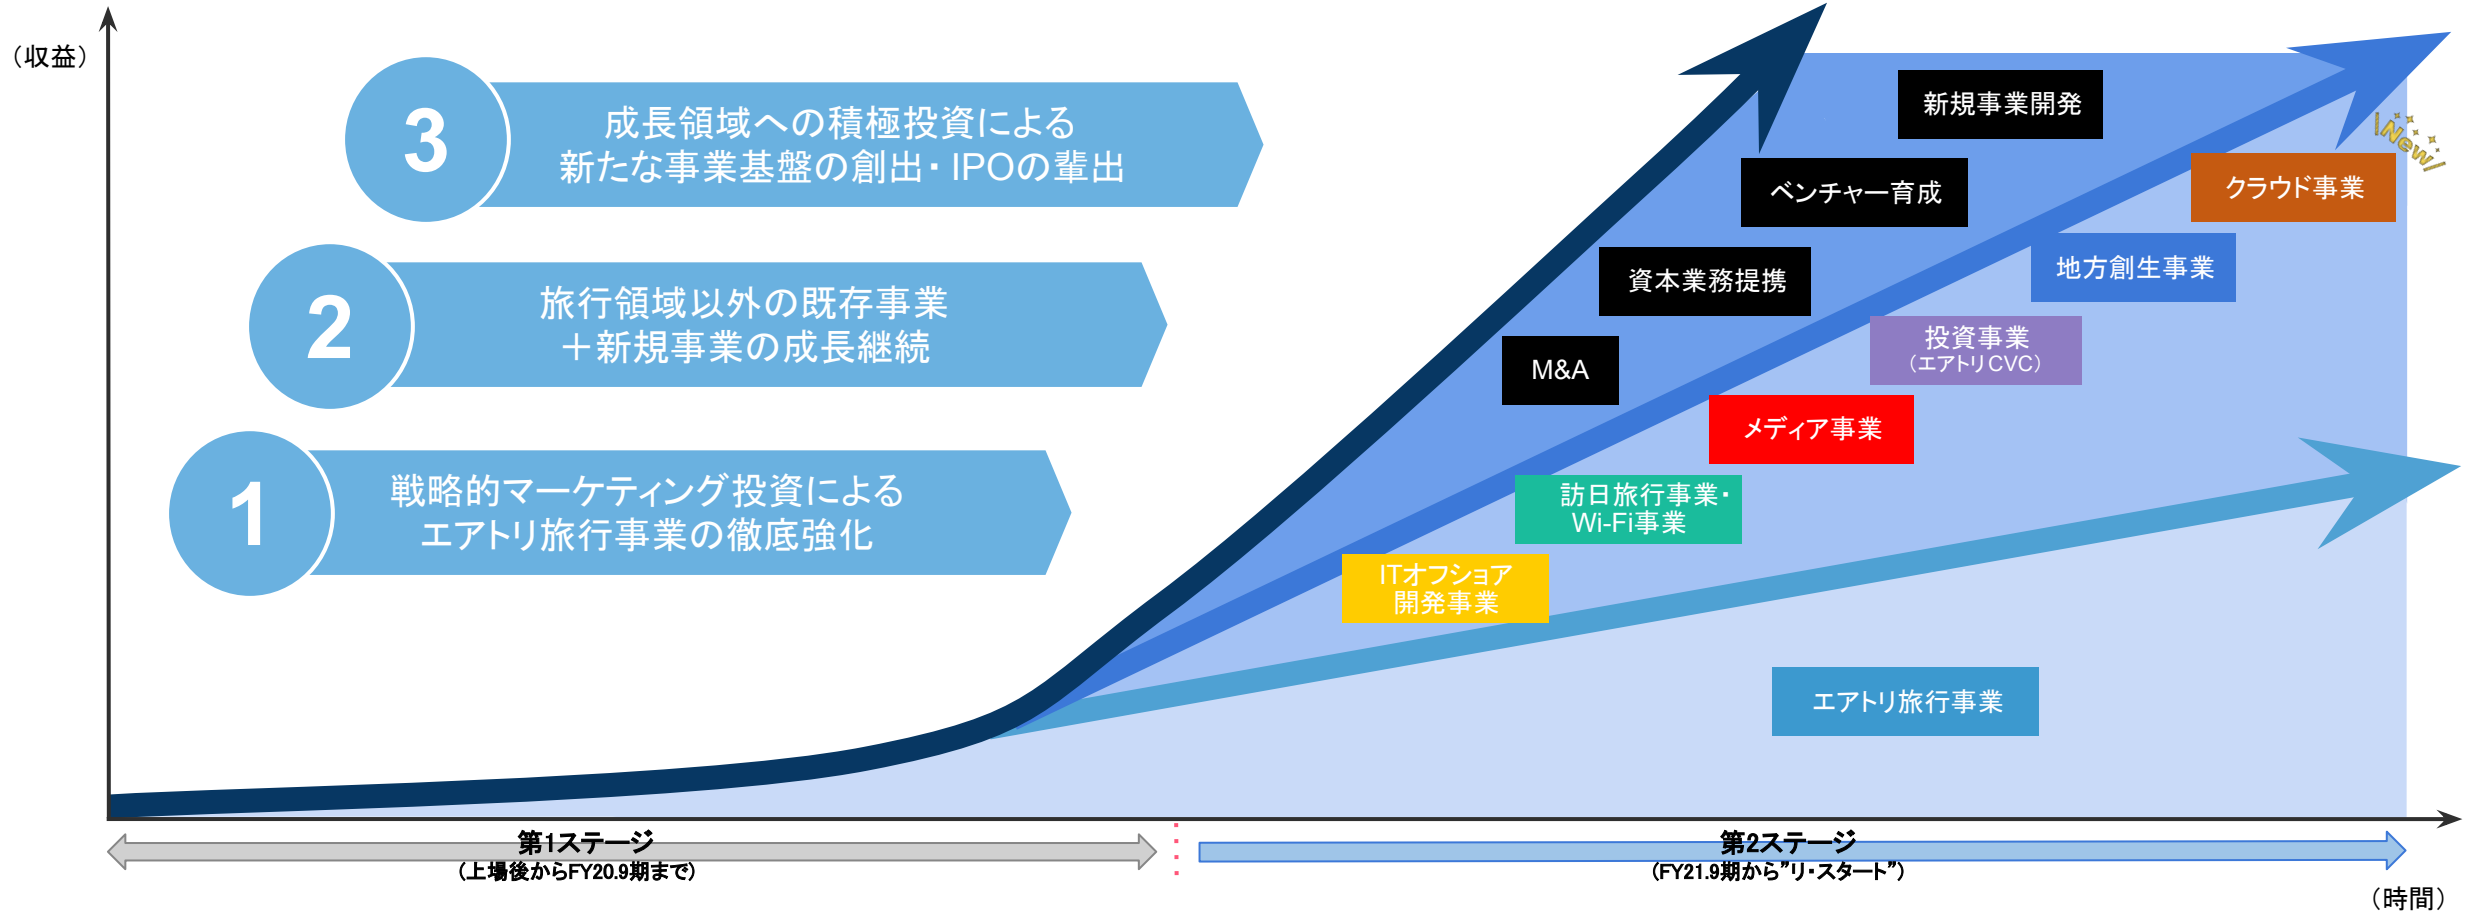 （収益）
3
成長領域への積極投資による
新たな事業基盤の創出・IPOの輩出
2
旅行領域以外の既存事業
＋新規事業の成長継続
1
戦略的マーケティング投資による
エアトリ旅行事業の徹底強化
新規事業開発
ベンチャー育成
資本業務提携
M&A
New
クラウド事業
地方創生事業
投資事業
（エアトリCVC）
メディア事業
訪日旅行事業・
Wi-Fi事業
ITオフショア
開発事業
エアトリ旅行事業
第1ステージ
（上場後からFY20.9期まで）
第2ステージ
（FY21.9期から”リ・スタート”）
（時間）